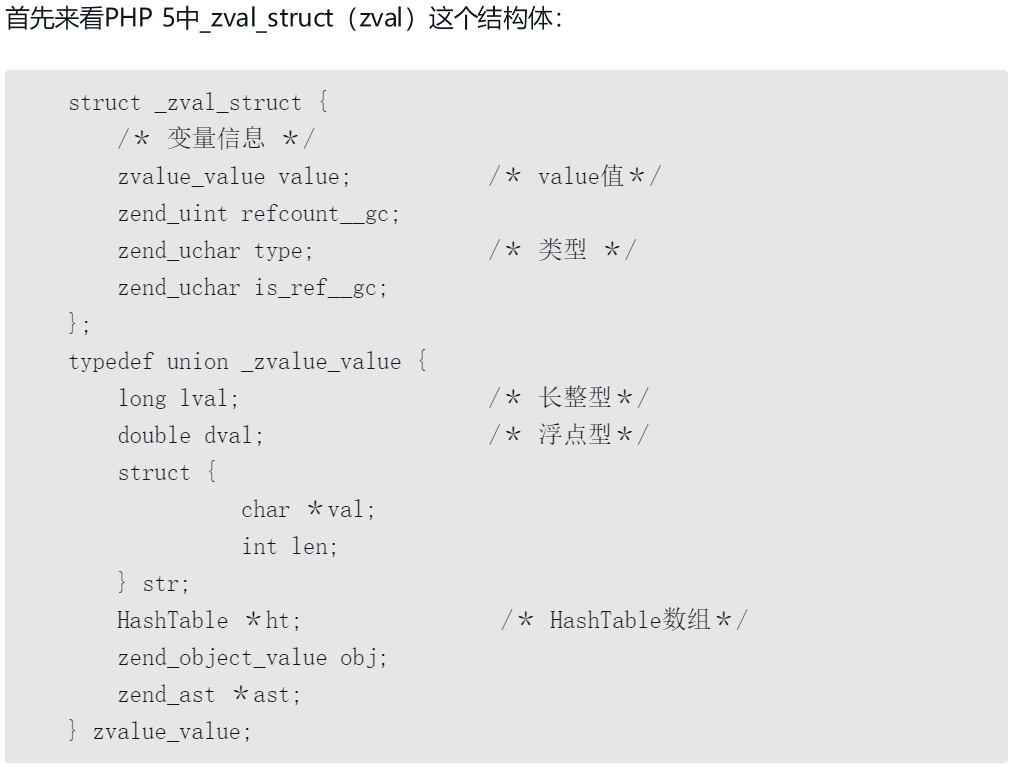 首先来看PHP 5中_zval_struct（zval）这个结构体：
struct _zval_struct {
    /* 变量信息 */
    zvalue_value value;           /* value值*/
    zend_uint refcount__gc;
    zend_uchar type;              /* 类型 */
    zend_uchar is_ref__gc;
};
typedef union _zvalue_value {
    long lval;                    /* 长整型*/
    double dval;                  /* 浮点型*/
    struct {
              char *val;
              int len;
    } str;
    HashTable *ht;                /* HashTable数组*/
    zend_object_value obj;
    zend_ast *ast;
} zvalue_value;